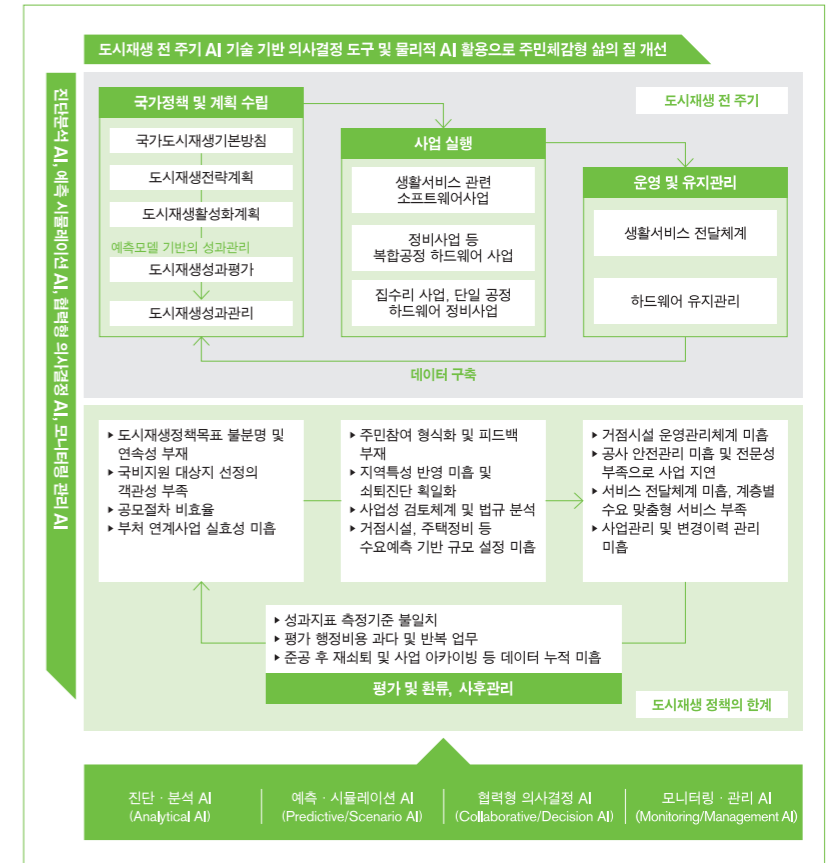 도시재생 전 주기 AI 기술 기반 의사결정 도구 및 물리적 AI 활용으로 주민체감형 삶의 질 개선
진단분석 AI, 예측 시뮬레이션 AI, 협력형 의사결정 AI, 모니터링 관리 AI
도시재생 전 주기
국가정책 및 계획 수립
국가도시재생기본방침
도시재생전략계획
도시재생활성화계획
예측모델 기반의 성과관리
도시재생성과평가
도시재생성과관리
사업 실행
생활서비스 관련
소프트웨어사업
정비사업 등
복합공정 하드웨어 사업
집수리 사업, 단일 공정
하드웨어 정비사업
운영 및 유지관리
생활서비스 전달체계
하드웨어 유지관리
데이터 구축
▸ 도시재생정책목표 불분명 및
연속성 부재
▸ 국비지원 대상지 선정의
객관성 부족
▸ 공모절차 비효율
▸ 부처 연계사업 실효성 미흡
▸ 주민참여 형식화 및 피드백
부재
▸ 지역특성 반영 미흡 및
쇠퇴진단 획일화
▸ 사업성 검토체계 및 법규 분석
▸ 거점시설, 주택정비 등
수요예측 기반 규모 설정 미흡
▸ 거점시설 운영관리체계 미흡
▸ 공사 안전관리 미흡 및 전문성
부족으로 사업 지연
▸ 서비스 전달체계 미흡, 계층별
수요 맞춤형 서비스 부족
▸ 사업관리 및 변경이력 관리
미흡
▸ 성과지표 측정기준 불일치
▸ 평가 행정비용 과다 및 반복 업무
▸ 준공 후 재쇠퇴 및 사업 아카이빙 등 데이터 누적 미흡
평가 및 환류, 사후관리
도시재생 정책의 한계
진단 · 분석 AI
(Analytical AI)
예측 · 시뮬레이션 AI
(Predictive/Scenario AI)
협력형 의사결정 AI
(Collaborative/Decision AI)
모니터링 · 관리 AI
(Monitoring/Management AI)